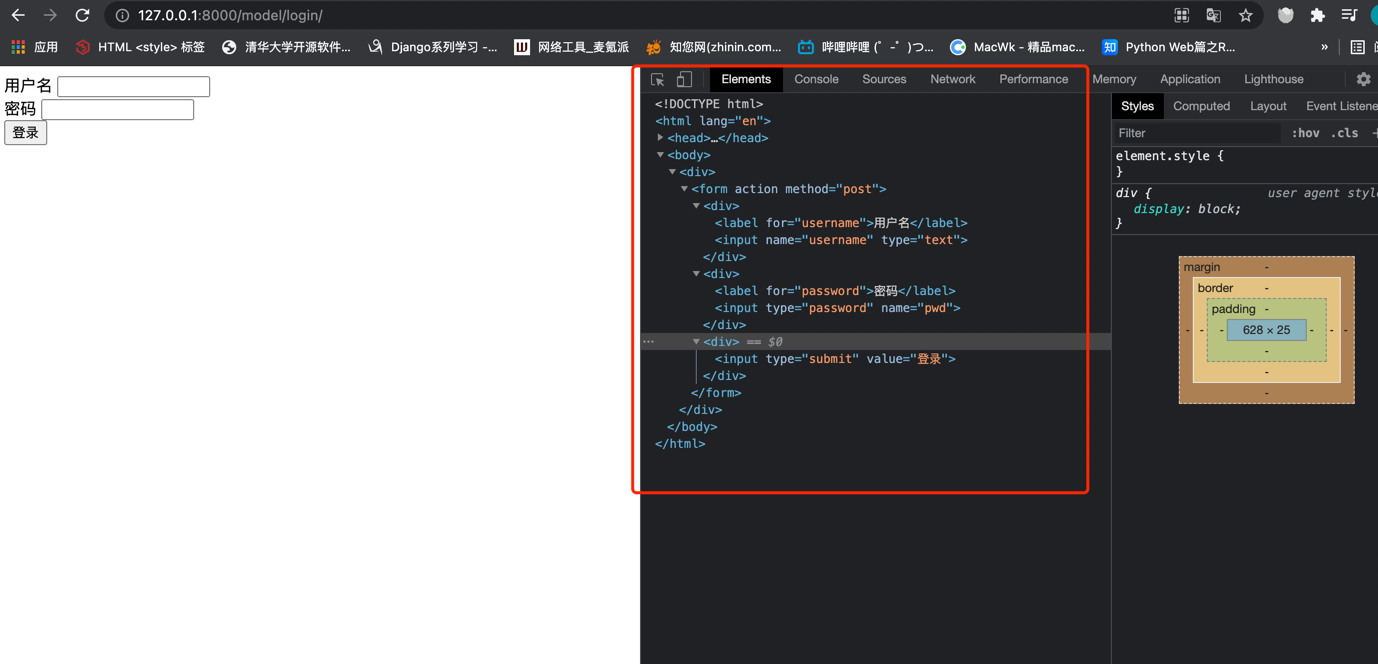 127.0.0.1:8000/model/login/
应用 HTML <style> 标签 清华大学开源软件... Django系列学习 -... 网络工具_麦氪派 知您网(zhinin.com... 哔哩哔哩 (゜-゜)つ... MacWk - 精品mac... 知 Python Web篇之R... »
用户名
密码
登录
Elements Console Sources Network Performance Memory Application Lighthouse
<!DOCTYPE html>
<html lang="en">
<head>…</head>
<body>
<div>
<form action method="post">
<div>
<label for="username">用户名</label>
<input name="username" type="text">
</div>
<div>
<label for="password">密码</label>
<input type="password" name="pwd">
</div>
<div> == $0
<input type="submit" value="登录">
</div>
</form>
</div>
</body>
</html>
Styles Computed Layout Event Listene
Filter :hov .cls +
element.style {
}
div { user agent styl
display: block;
}
margin -
border -
padding -
- - - 628 × 25 - - -
-
-
-